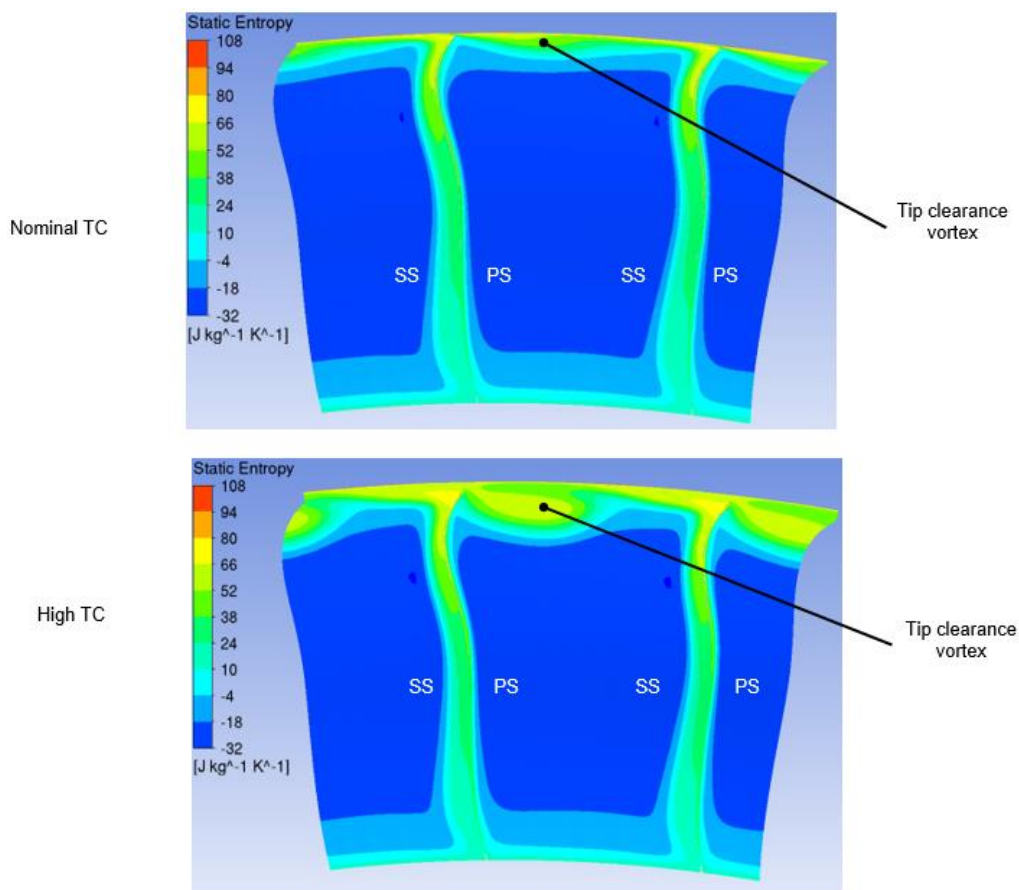 Static Entropy
108
94
80
66
52
38
24
10
-4
-18
-32
[J kg^-1 K^-1]
Nominal TC
SS
PS
SS
PS
Tip clearance
vortex
Static Entropy
108
94
80
66
52
38
24
10
-4
-18
-32
[J kg^-1 K^-1]
High TC
SS
PS
SS
PS
Tip clearance
vortex